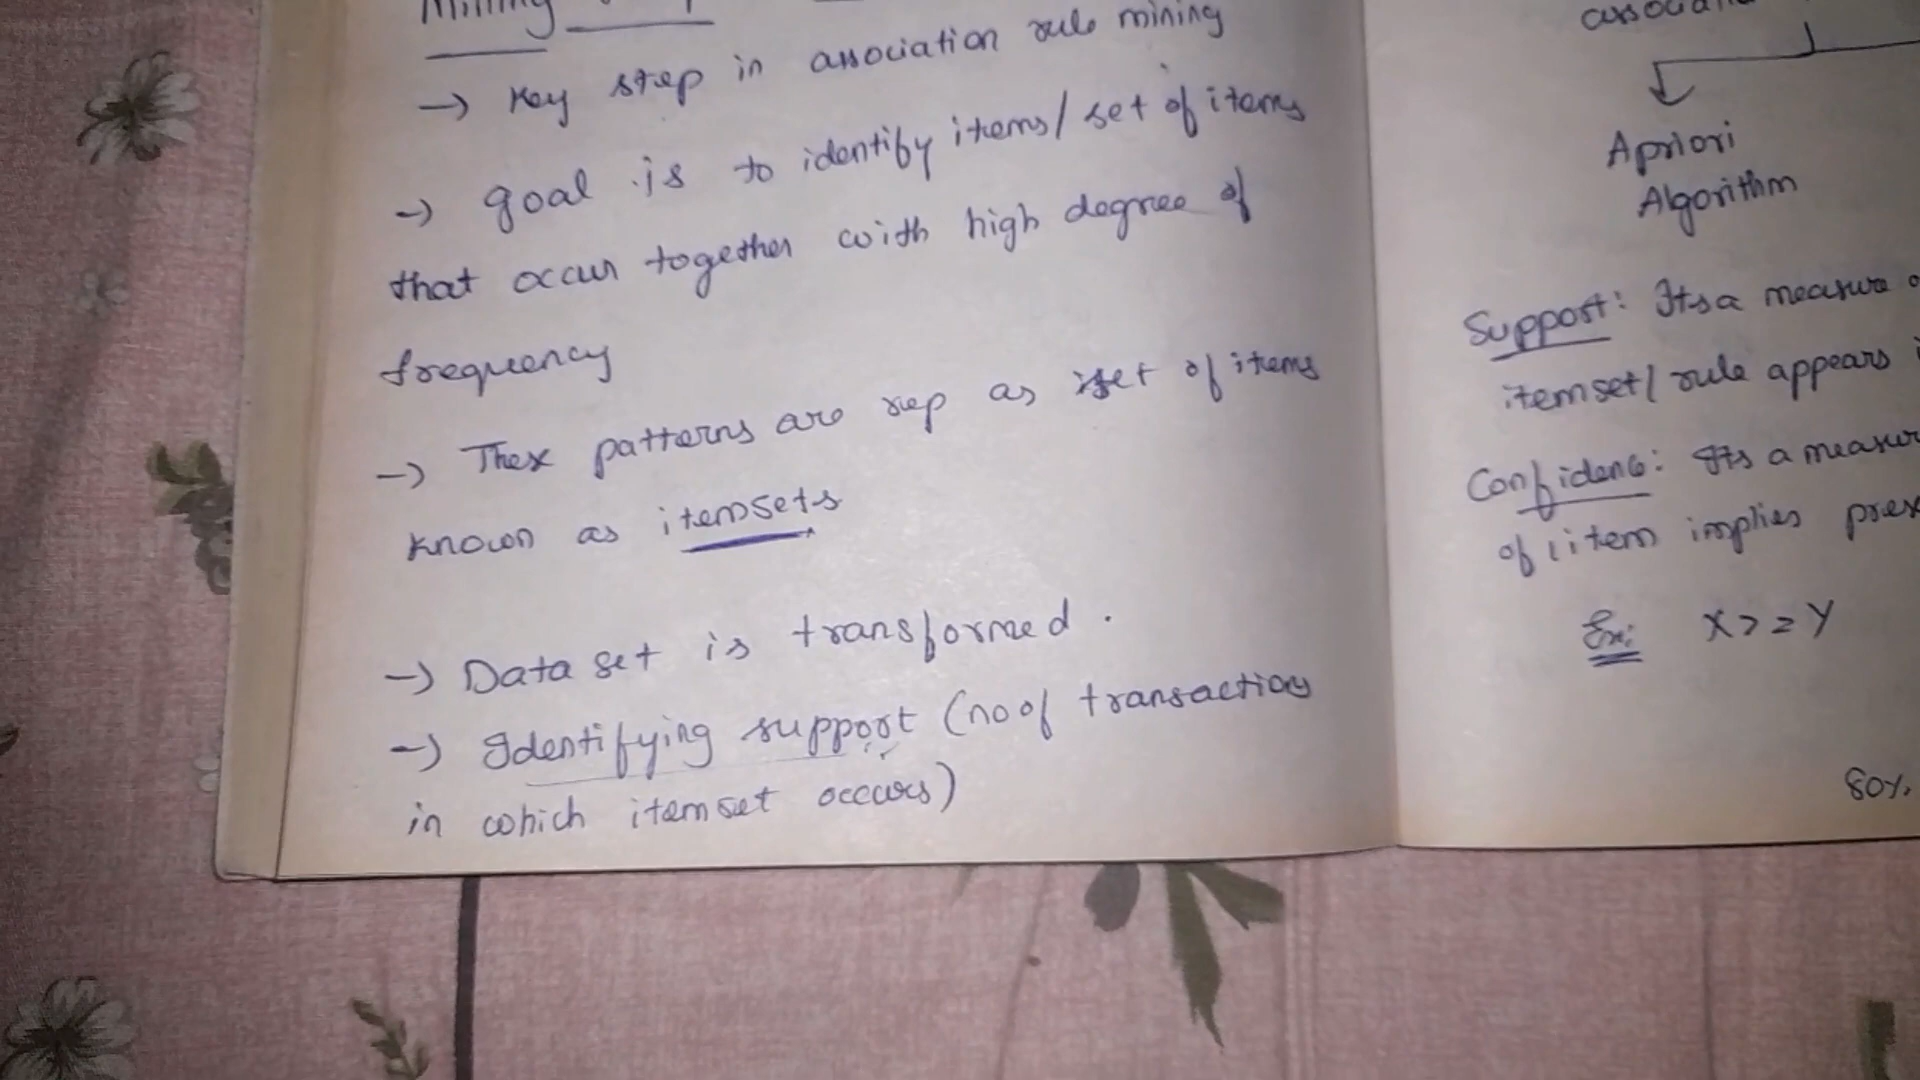 Mining
→ Key step in association rule mining
→ goal is to identify items/ set of items
that occur together with high degree of
frequency
→ These patterns are rep as set of items
known as itemsets
→ Data set is transformed.
→ Identifying support (no of transactions
in which itemset occurs)
Apriori
Algorithm
Support: Its a measure
itemset/ rule appears
Confidence: Its a
of 1 item implies
Ex: X>=Y
80%